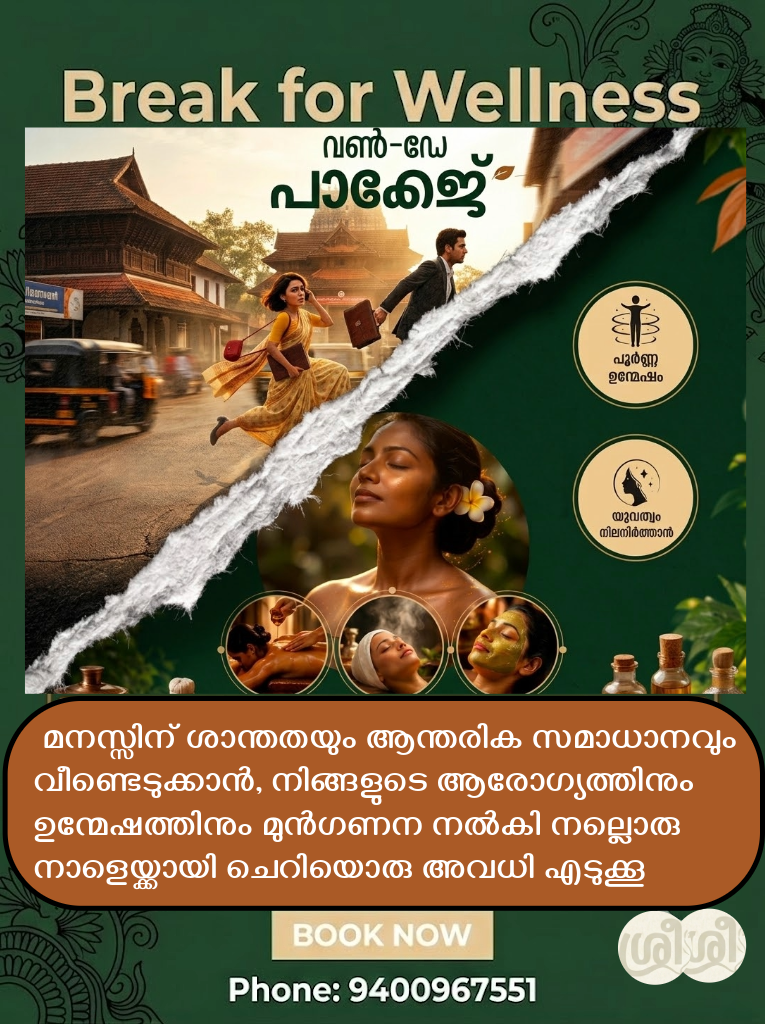 Break for Wellness
വൺ-ഡേ
പാക്കേജ്
പൂർണ്ണ
ഉന്മേഷം
യുവത്വം
നിലനിർത്താൻ
മനസ്സിന് ശാന്തതയും ആന്തരിക സമാധാനവും
വീണ്ടെടുക്കാൻ, നിങ്ങളുടെ ആരോഗ്യത്തിനും
ഉന്മേഷത്തിനും മുൻഗണന നൽകി നല്ലൊരു
നാളെയ്ക്കായി ചെറിയൊരു അവധി എടുക്കൂ
BOOK NOW
ശ്രീശ്രീ
Phone: 9400967551